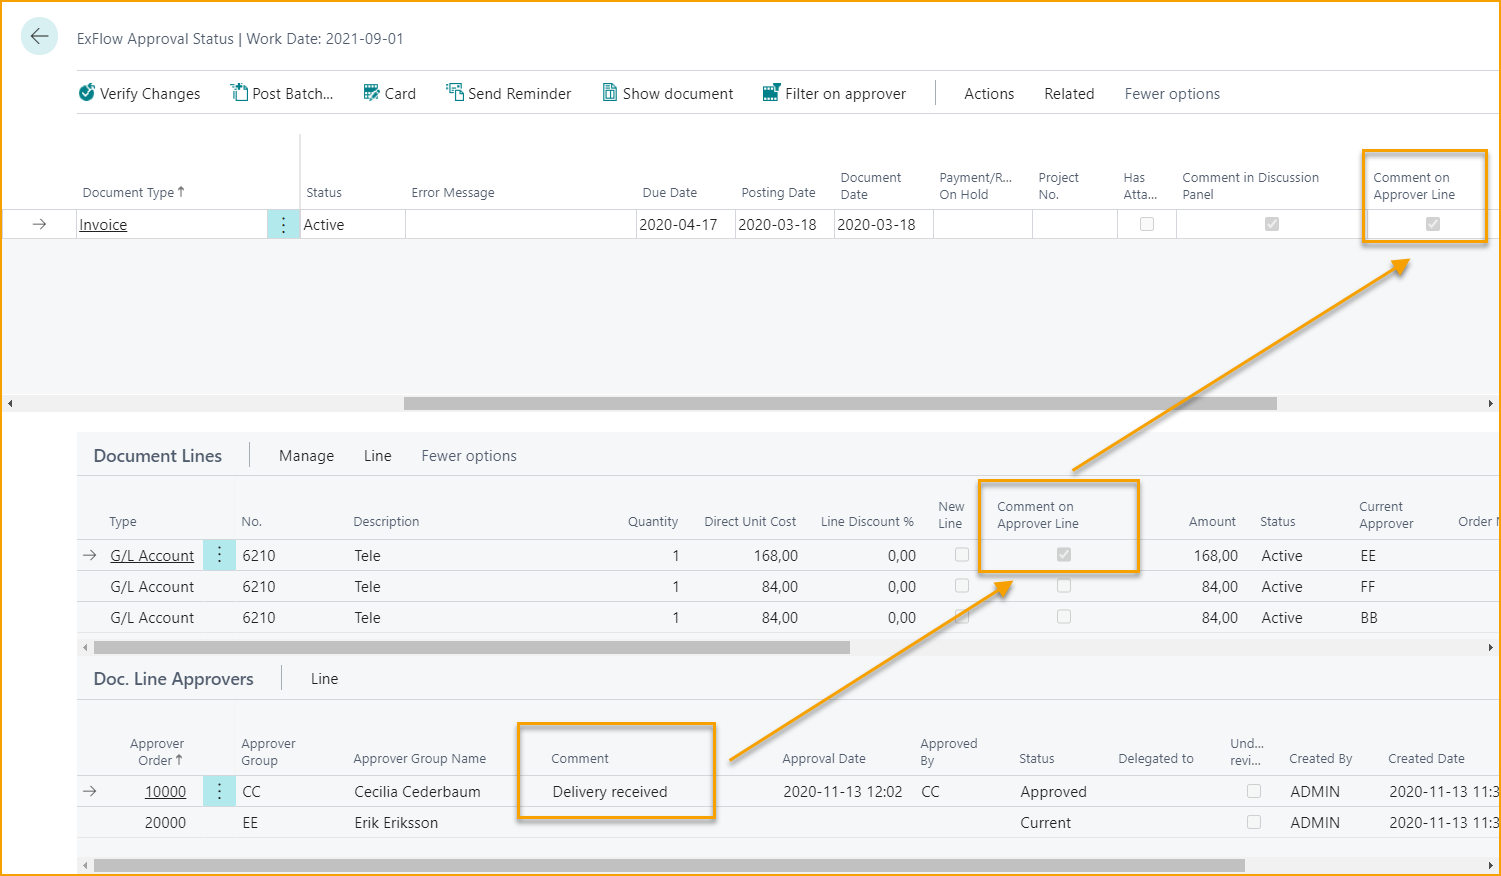 ExFlow Approval Status | Work Date: 2021-09-01
Verify Changes Post Batch... Card Send Reminder Show document Filter on approver Actions Related Fewer options
Document Type ↑ Status Error Message Due Date Posting Date Document Date Payment/R... On Hold Project No. Has Atta... Comment in Discussion Panel Comment on Approver Line
Invoice Active 2020-04-17 2020-03-18 2020-03-18
Document Lines Manage Line Fewer options
Type No. Description Quantity Direct Unit Cost Line Discount % New Line Comment on Approver Line Amount Status Current Approver Order
G/L Account 6210 Tele 1 168,00 0,00 168,00 Active EE
G/L Account 6210 Tele 1 84,00 0,00 84,00 Active FF
G/L Account 6210 Tele 1 84,00 0,00 84,00 Active BB
Doc. Line Approvers Line
Approver Order ↑ Approver Group Approver Group Name Comment Approval Date Approved By Status Delegated to Und... revi... Created By Created Date
10000 CC Cecilia Cederbaum Delivery received 2020-11-13 12:02 CC Approved ADMIN 2020-11-13 11:3
20000 EE Erik Eriksson Current ADMIN 2020-11-13 11:3